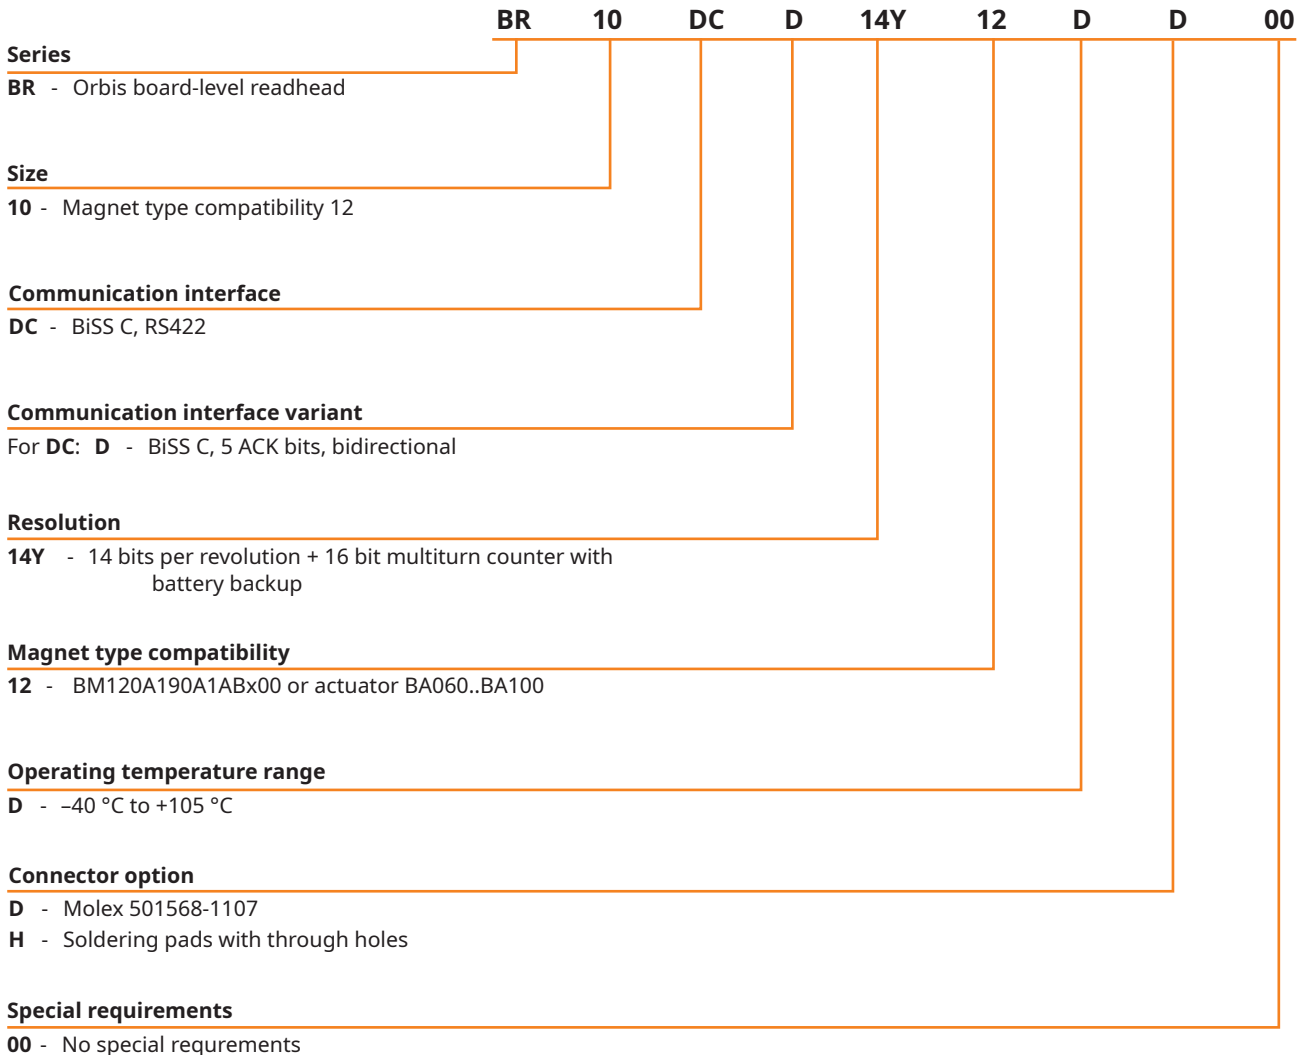 BR 10 DC D 14Y 12 D D 00
Series
BR - Orbis board-level readhead
Size
10 - Magnet type compatibility 12
Communication interface
DC - BiSS C, RS422
Communication interface variant
For DC: D - BiSS C, 5 ACK bits, bidirectional
Resolution
14Y - 14 bits per revolution + 16 bit multiturn counter with
battery backup
Magnet type compatibility
12 - BM120A190A1ABx00 or actuator BA060..BA100
Operating temperature range
D - –40 °C to +105 °C
Connector option
D - Molex 501568-1107
H - Soldering pads with through holes
Special requirements
00 - No special requrements